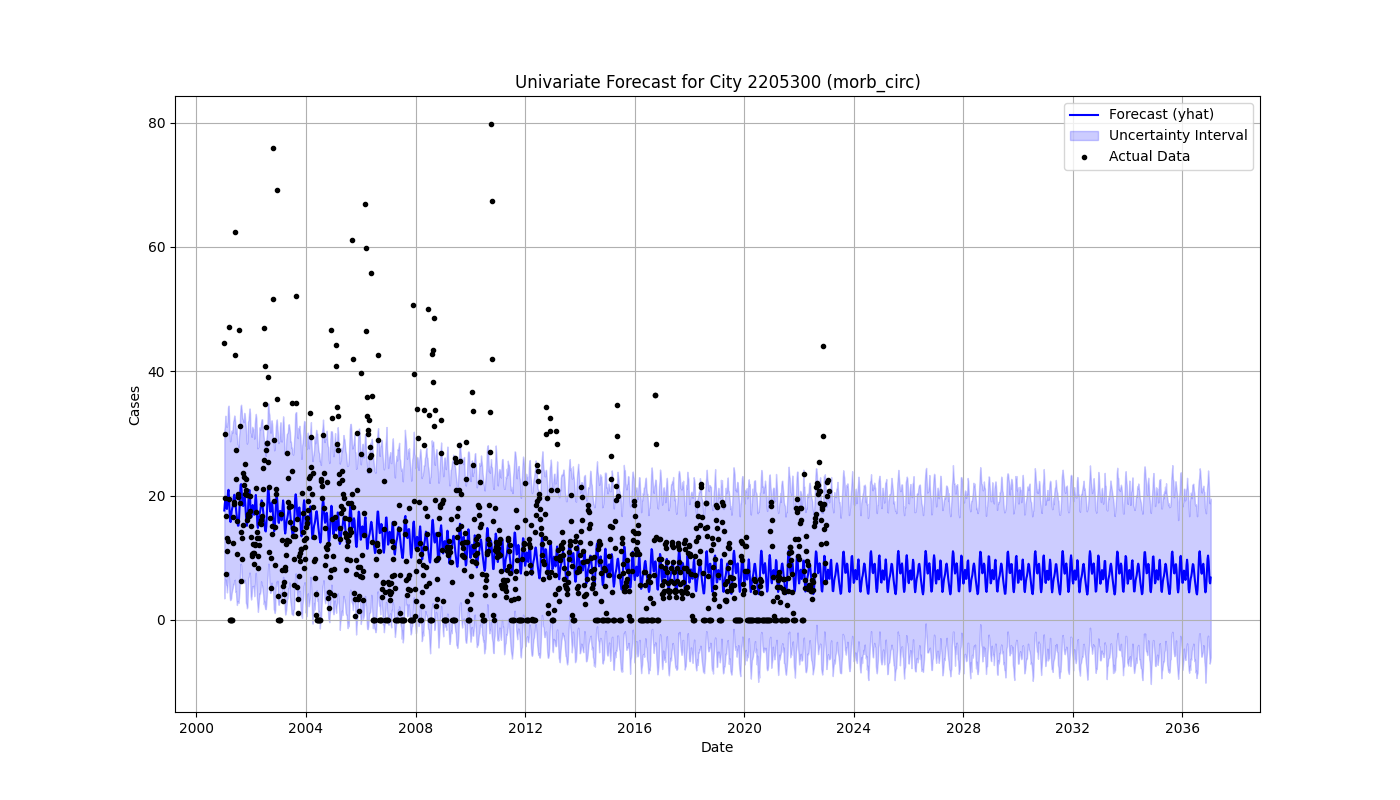 Univariate Forecast for City 2205300 (morb_circ)
Forecast (yhat)
Uncertainty Interval
Actual Data
80
60
40
20
0
Cases
2000 2004 2008 2012 2016 2020 2024 2028 2032 2036
Date